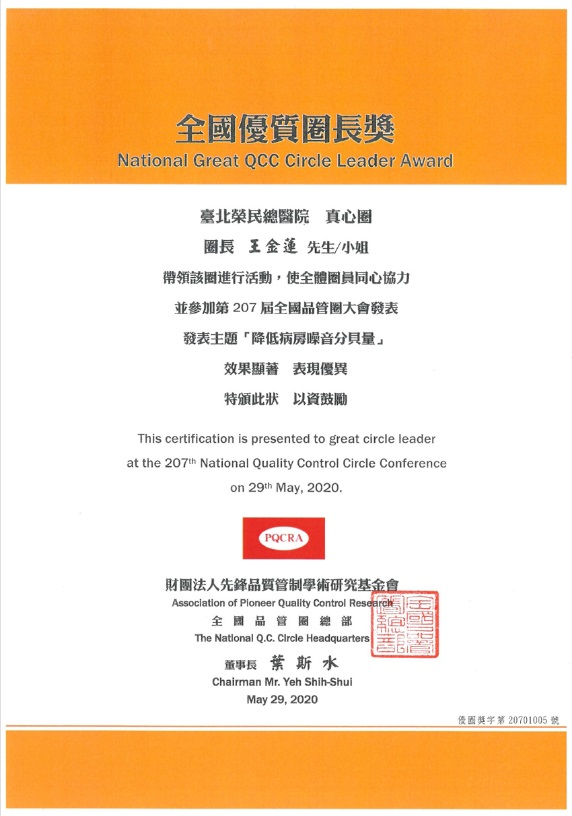 全國優質圈長獎
National Great QCC Circle Leader Award
臺北榮民總醫院 真心圈
圈長 王金蓮 先生/小姐
帶領該圈進行活動，使全體圈員同心協力
並參加第 207 屆全國品管圈大會發表
發表主題「降低病房噪音分貝量」
效果顯著 表現優異
特頒此狀 以資鼓勵
This certification is presented to great circle leader
at the 207th National Quality Control Circle Conference
on 29th May, 2020.
PQCRA
財團法人先鋒品質管制學術研究基金會
Association of Pioneer Quality Control Research
全國品管圈總部
The National Q.C. Circle Headquarters
董事長 葉斯水
Chairman Mr. Yeh Shih-Shui
May 29, 2020
優圈獎字第 20701005 號